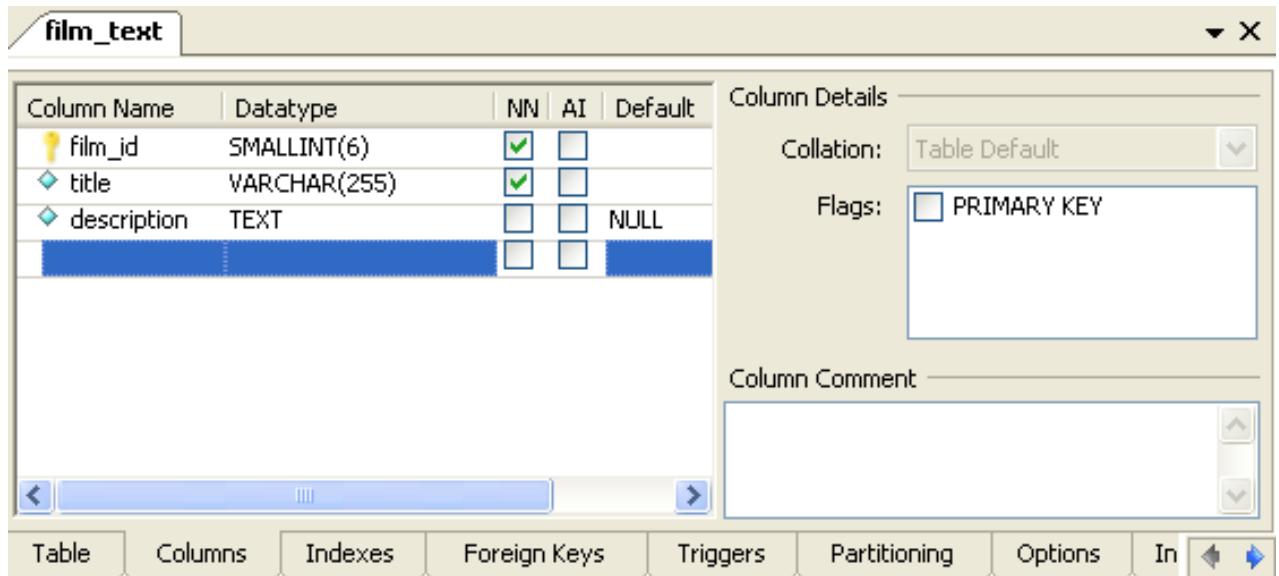 film_text
Column Name Datatype NN AI Default
film_id SMALLINT(6)
title VARCHAR(255)
description TEXT NULL
Column Details
Collation: Table Default
Flags: PRIMARY KEY
Column Comment
Table Columns Indexes Foreign Keys Triggers Partitioning Options In